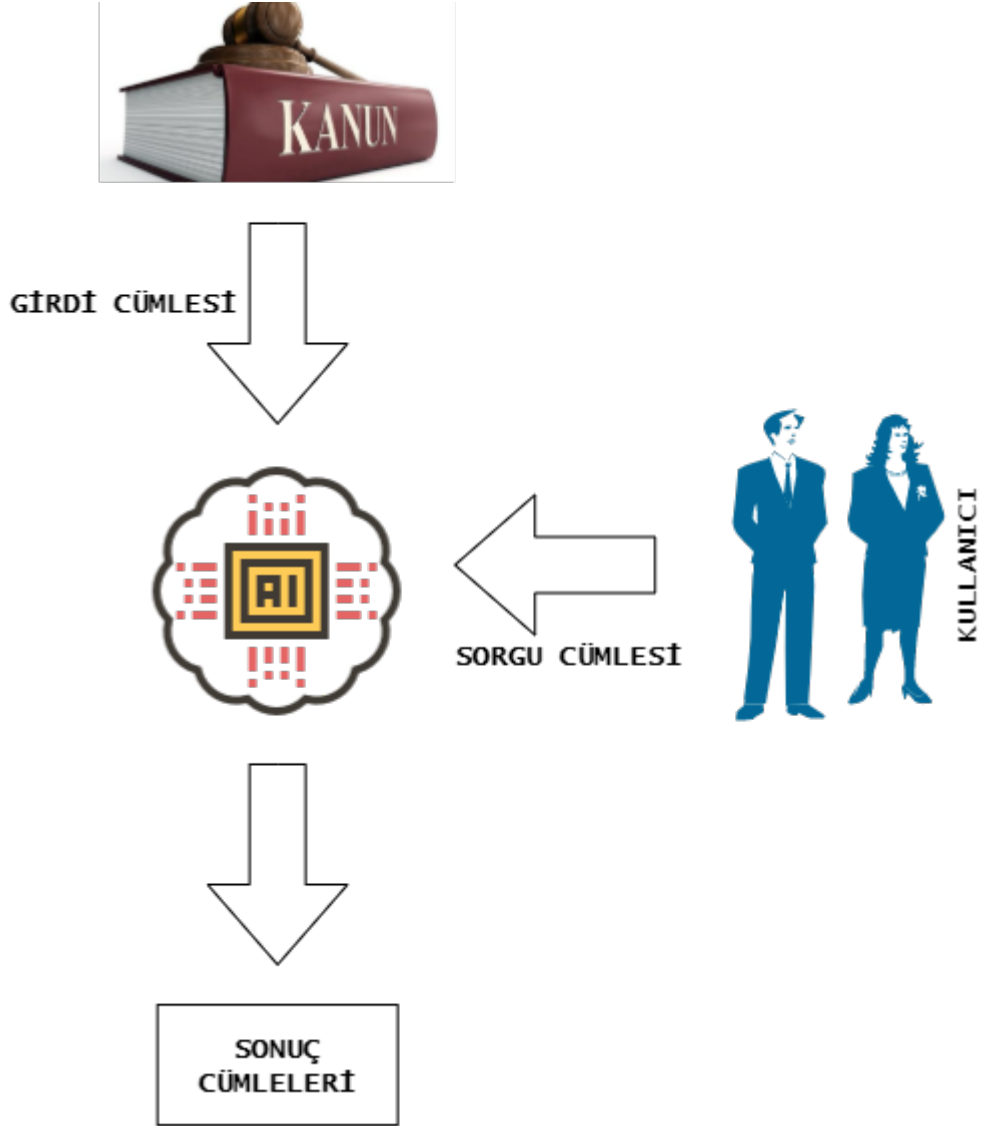 KANUN
GİRDİ CÜMLESİ
AI
SORGU CÜMLESİ
KULLANICI
SONUÇ
CÜMLELERİ